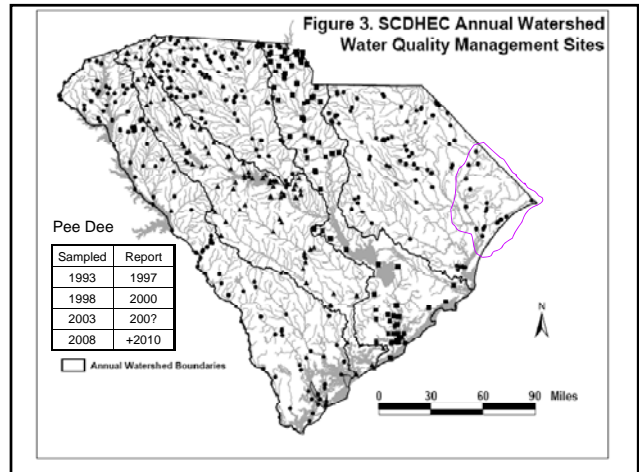 Figure 3. SCDHEC Annual Watershed
Water Quality Management Sites
Pee Dee
Sampled Report
1993 1997
1998 2000
2003 200?
2008 +2010
Annual Watershed Boundaries
N
0 30 60 90 Miles